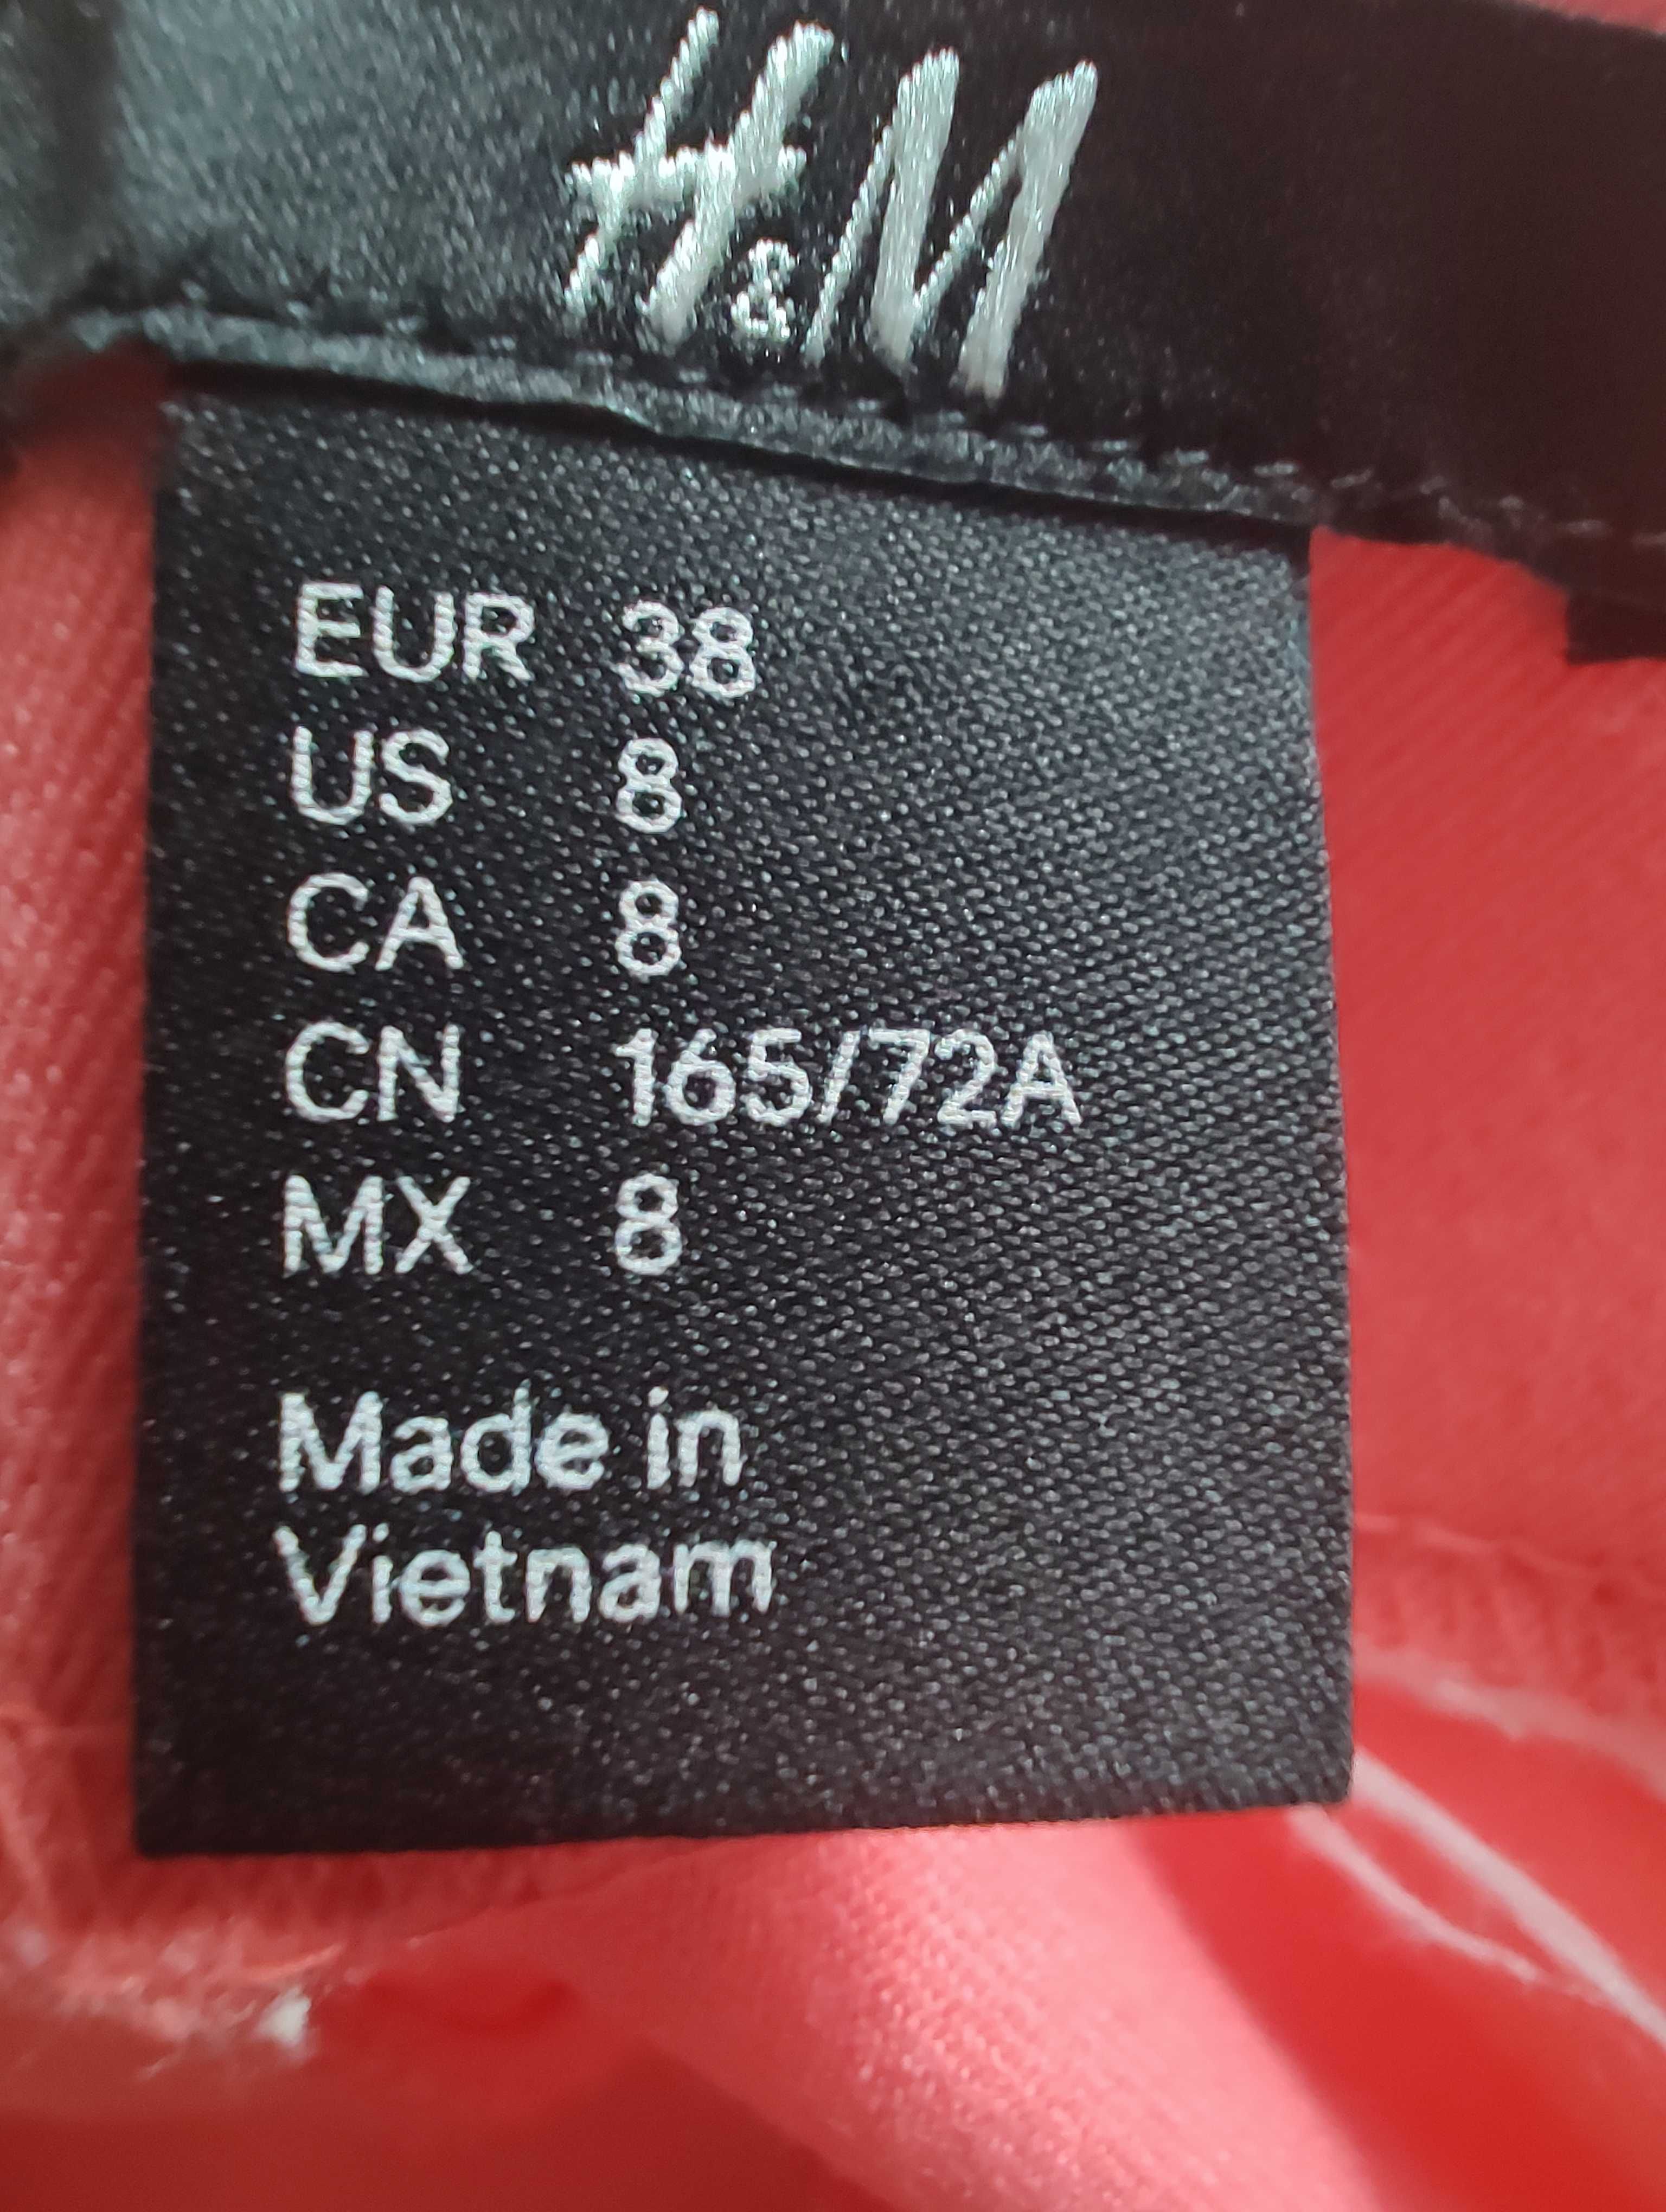 H&M
EUR 38
US 8
CA 8
CN 165/72A
MX 8
Made in
Vietnam